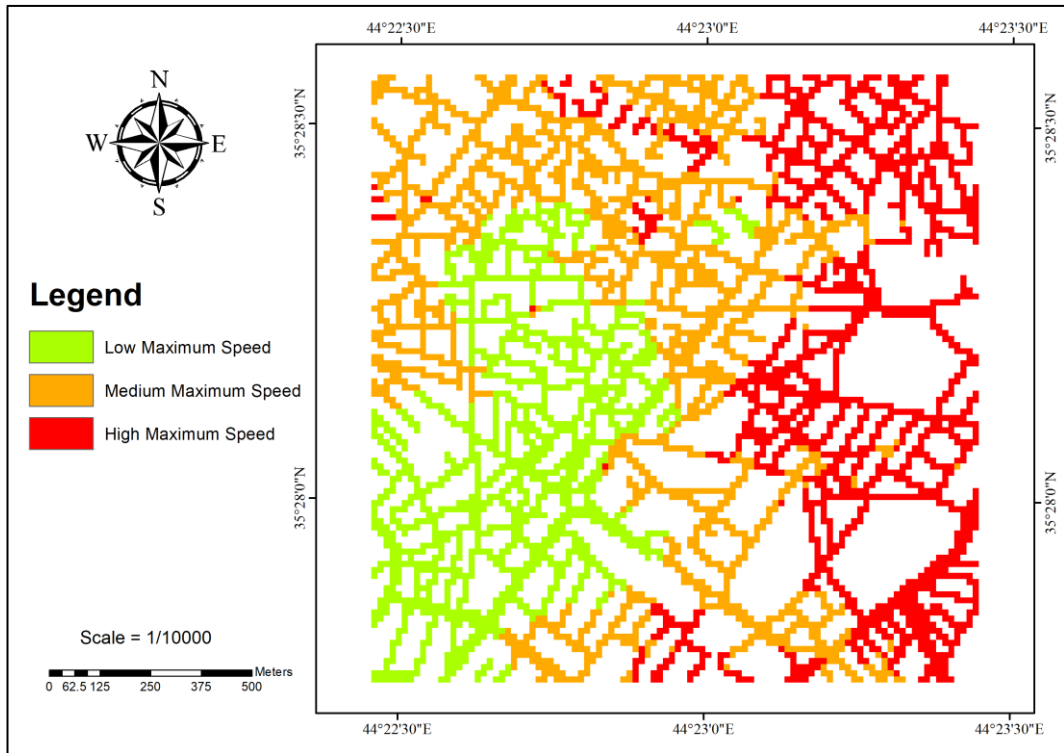 44°22'30"E 44°23'0"E 44°23'30"E
N
W E
S
35°28'30"N 35°28'30"N
Legend
Low Maximum Speed
Medium Maximum Speed
High Maximum Speed
35°28'0"N 35°28'0"N
Scale = 1/10000
Meters
0 62.5 125 250 375 500
44°22'30"E 44°23'0"E 44°23'30"E